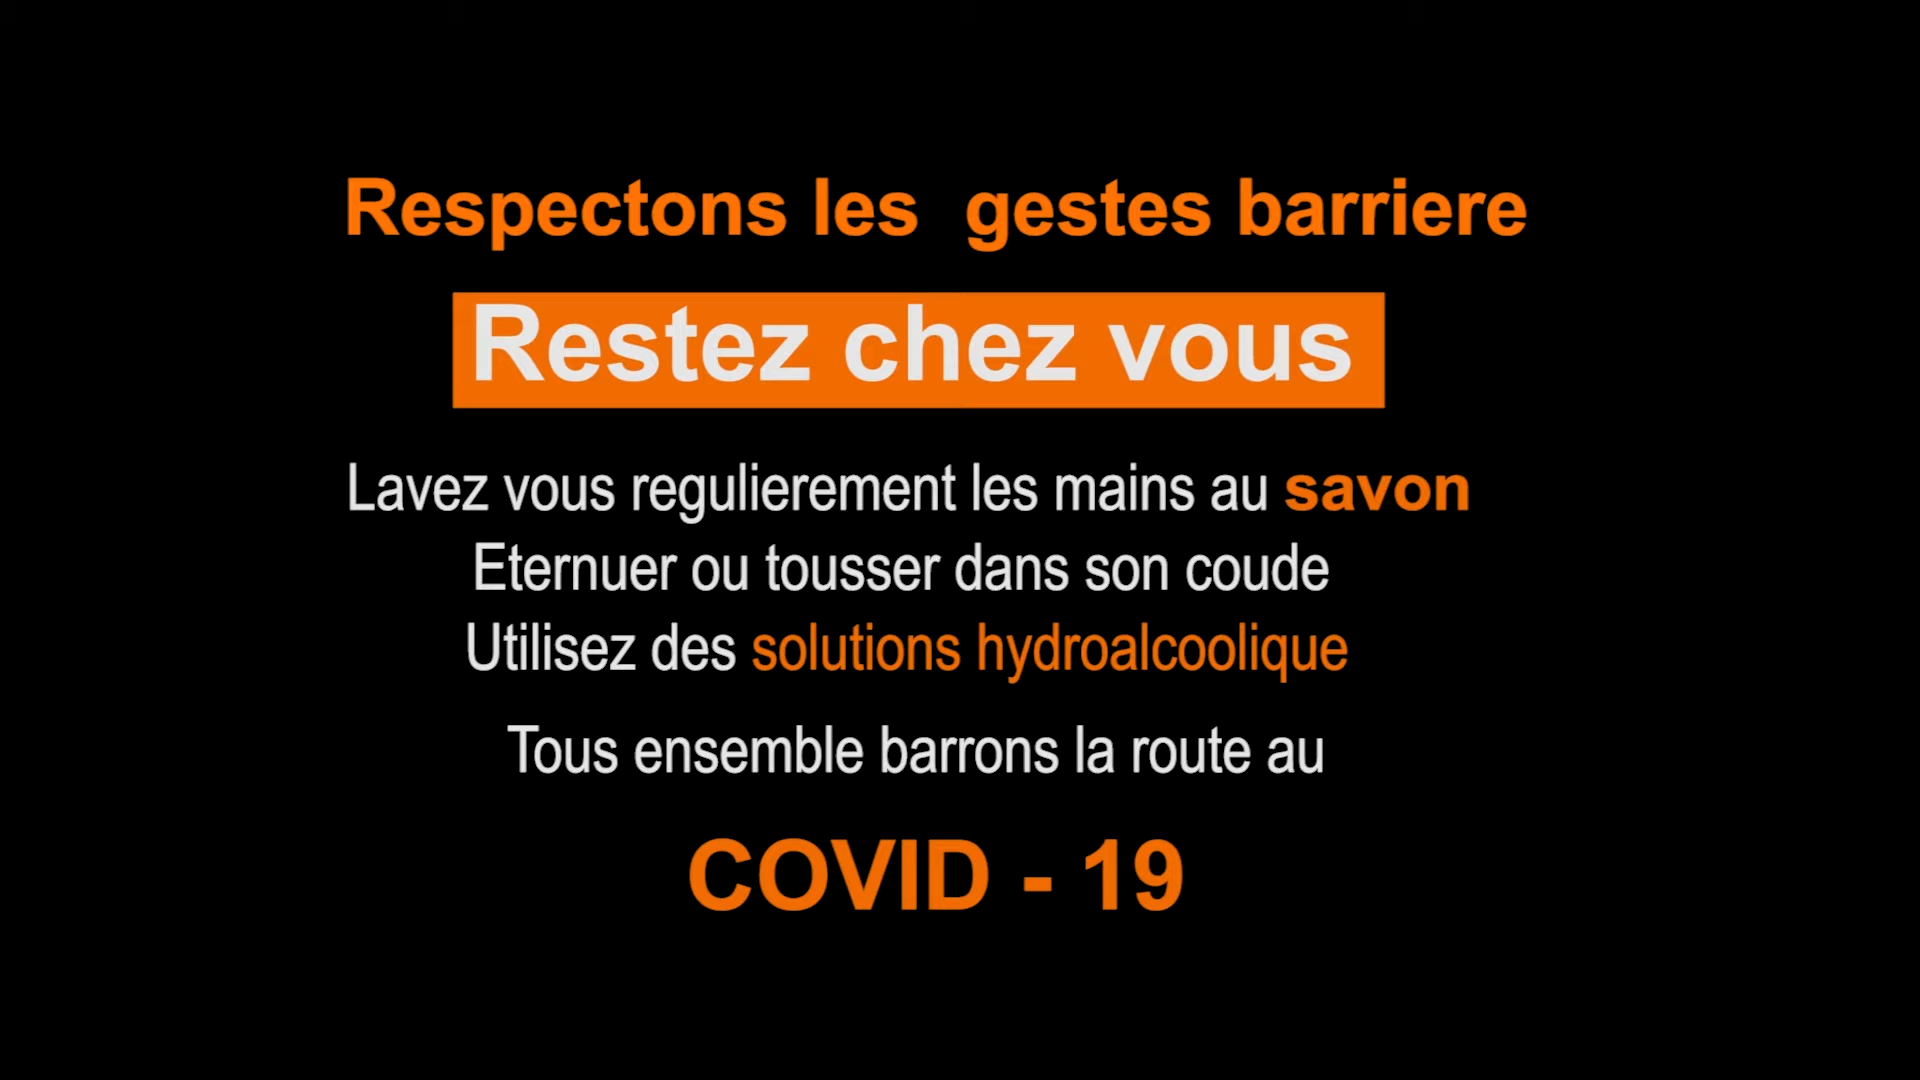 Respectons les gestes barriere
Restez chez vous
Lavez vous regulierement les mains au savon
Eternuer ou tousser dans son coude
Utilisez des solutions hydroalcoolique
Tous ensemble barrons la route au
COVID - 19